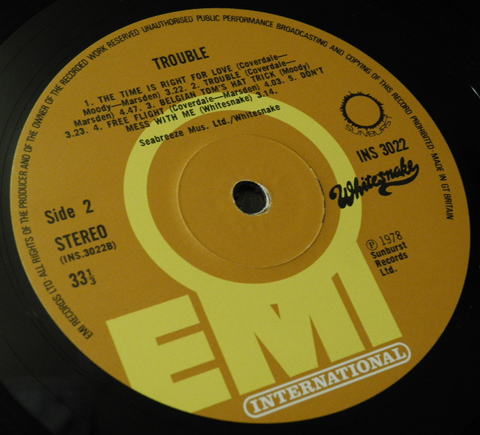 EMI RECORDS LTD ALL RIGHTS OF THE PRODUCER AND OF THE OWNER OF THE RECORDED WORK RESERVED UNAUTHORISED PUBLIC PERFORMANCE BROADCASTING AND COPYING OF THIS RECORD PROHIBITED · MADE IN GT BRITAIN
TROUBLE
1. THE TIME IS RIGHT FOR LOVE (Coverdale—
Moody—Marsden) 3.22. 2. TROUBLE (Coverdale—
Marsden) 4.47. 3. BELGIAN TOM'S HAT TRICK (Moody)
3.23. 4. FREE FLIGHT (Coverdale—Marsden) 4.03. 5. DON'T
MESS WITH ME (Whitesnake) 3.14.
Seabreeze Mus. Ltd./Whitesnake
SUNBURST
INS 3022
Whitesnake
Side 2
STEREO
(INS.3022B)
33⅓
Ⓟ 1978
Sunburst
Records
Ltd.
EMI
INTERNATIONAL